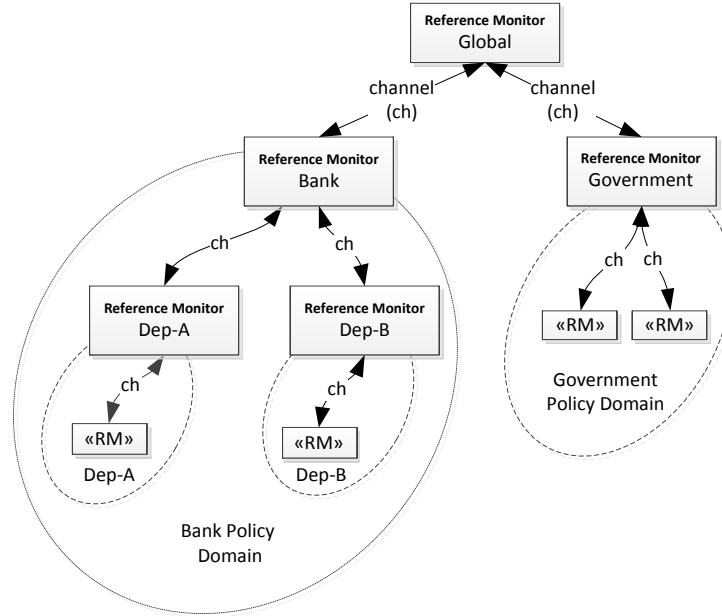 Reference Monitor
Global
channel
(ch)
channel
(ch)
Reference Monitor
Bank
Reference Monitor
Government
ch
ch
ch
ch
Reference Monitor
Dep-A
Reference Monitor
Dep-B
«RM»
«RM»
ch
ch
Government
Policy Domain
«RM»
«RM»
Dep-A
Dep-B
Bank Policy
Domain